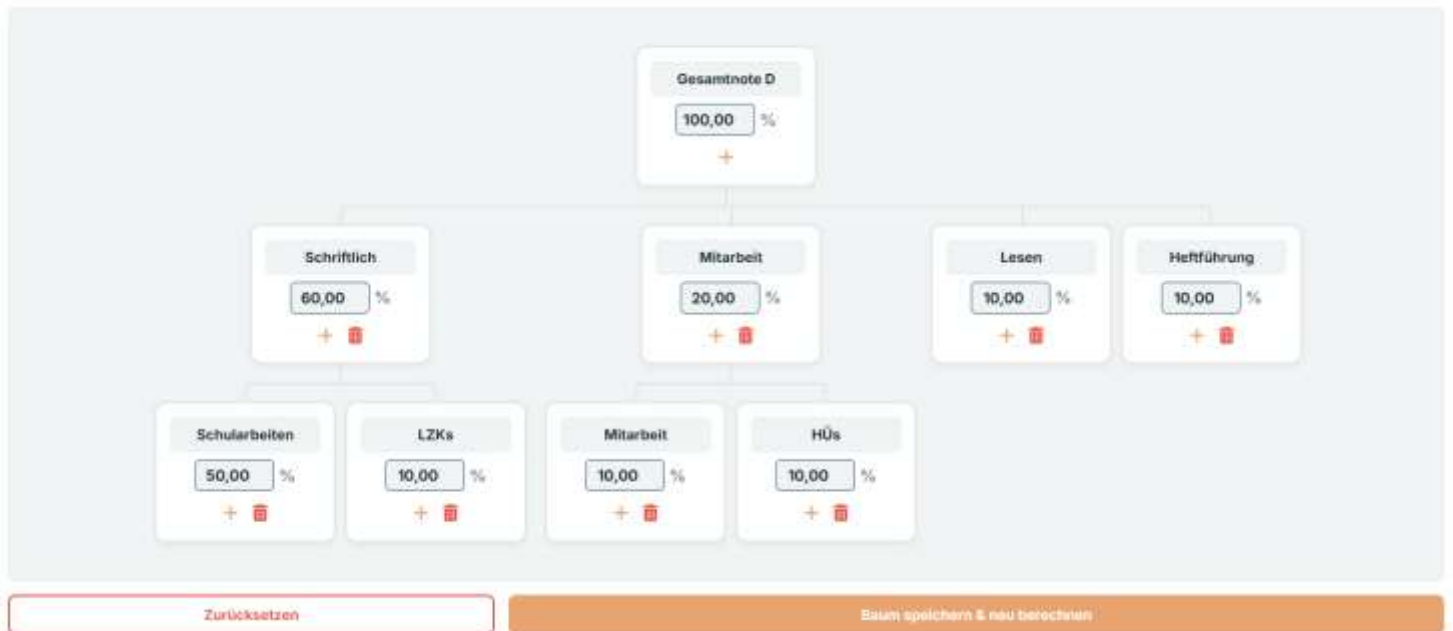 Gesamtnote D
100,00 %
+
Schriftlich
60,00 %
+
Mitarbeit
20,00 %
+
Lesen
10,00 %
+
Heftführung
10,00 %
+
Schularbeiten
50,00 %
+
LZKs
10,00 %
+
Mitarbeit
10,00 %
+
HÜs
10,00 %
+
Zurücksetzen
Baum speichern & neu berechnen